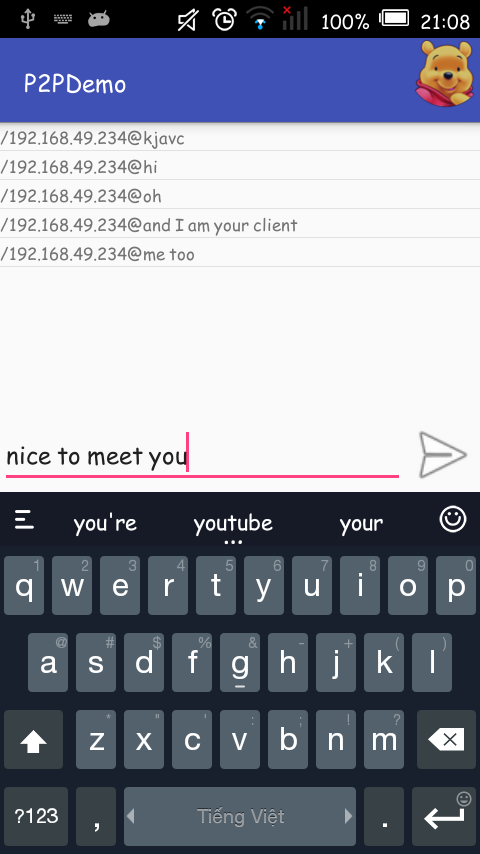 100% 21:08
P2PDemo
/192.168.49.234@kjavc
/192.168.49.234@hi
/192.168.49.234@oh
/192.168.49.234@and I am your client
/192.168.49.234@me too
nice to meet you
you're youtube your
1 2 3 4 5 6 7 8 9 0
q w e r t y u i o p
@ # $ % & - + ( )
a s d f g h j k l
* " ' : ; ! ?
z x c v b n m
?123 , Tiếng Việt .